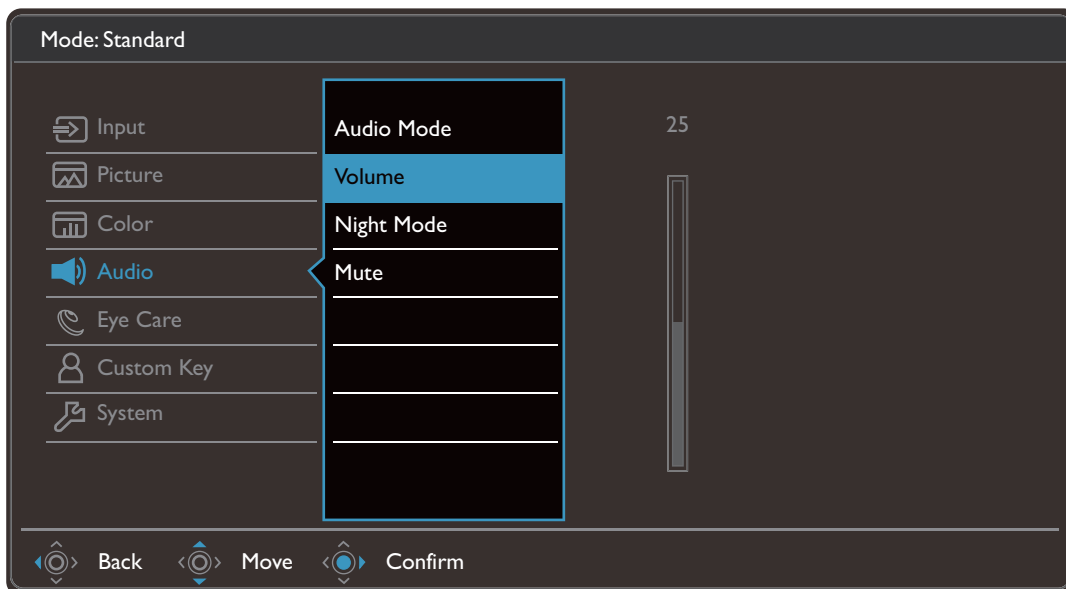 Mode: Standard
Input
Picture
Color
Audio
Eye Care
Custom Key
System
Audio Mode
Volume
Night Mode
Mute
25
Back Move Confirm